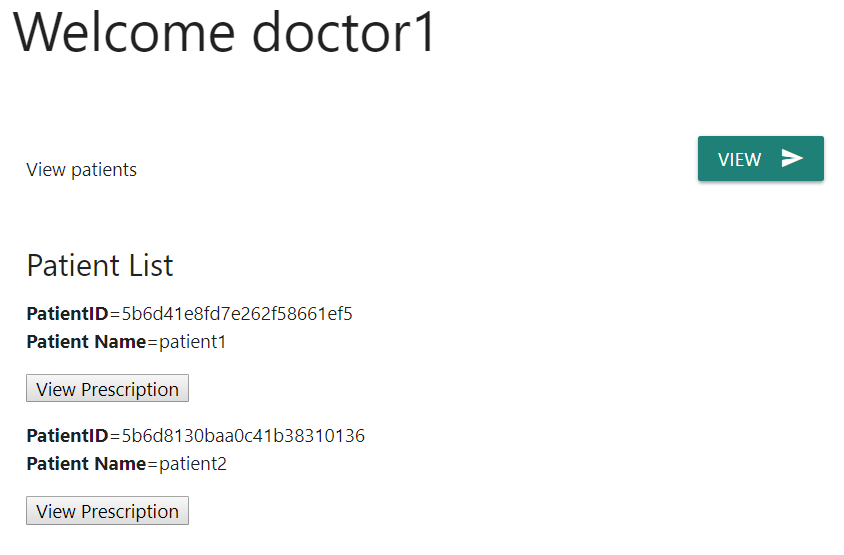 Welcome doctor1
View patients
VIEW
Patient List
PatientID=5b6d41e8fd7e262f58661ef5
Patient Name=patient1
View Prescription
PatientID=5b6d8130baa0c41b38310136
Patient Name=patient2
View Prescription